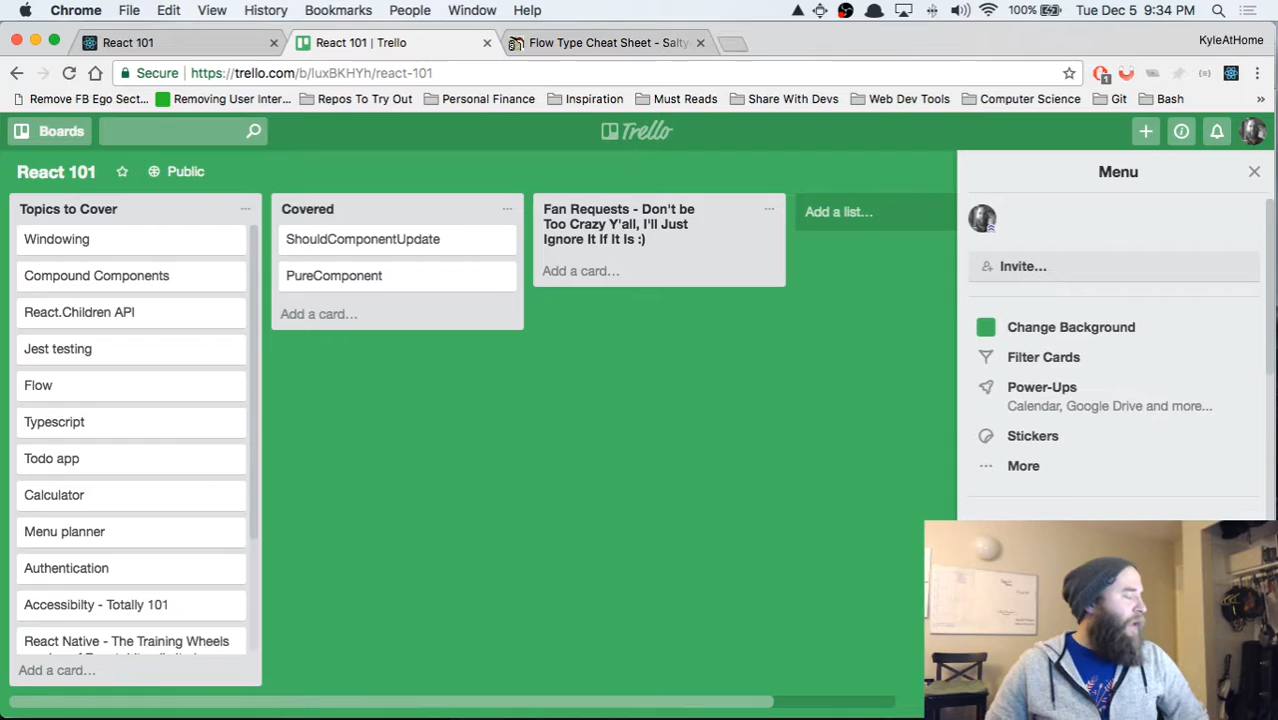 Chrome File Edit View History Bookmarks People Window Help 100% Tue Dec 5 9:34 PM
React 101 React 101 | Trello Flow Type Cheat Sheet - Salty KyleAtHome
Secure https://trello.com/b/luxBKHYh/react-101 1
Remove FB Ego Sect... Removing User Inter... Repos To Try Out Personal Finance Inspiration Must Reads Share With Devs Web Dev Tools Computer Science Git Bash »
Boards Trello
React 101 Public
Menu
Topics to Cover
Windowing
Compound Components
React.Children API
Jest testing
Flow
Typescript
Todo app
Calculator
Menu planner
Authentication
Accessibilty - Totally 101
React Native - The Training Wheels
Add a card...
Covered
ShouldComponentUpdate
PureComponent
Add a card...
Fan Requests - Don't be
Too Crazy Y'all, I'll Just
Ignore It If It Is :)
Add a card...
Add a list...
Invite...
Change Background
Filter Cards
Power-Ups
Calendar, Google Drive and more...
Stickers
More